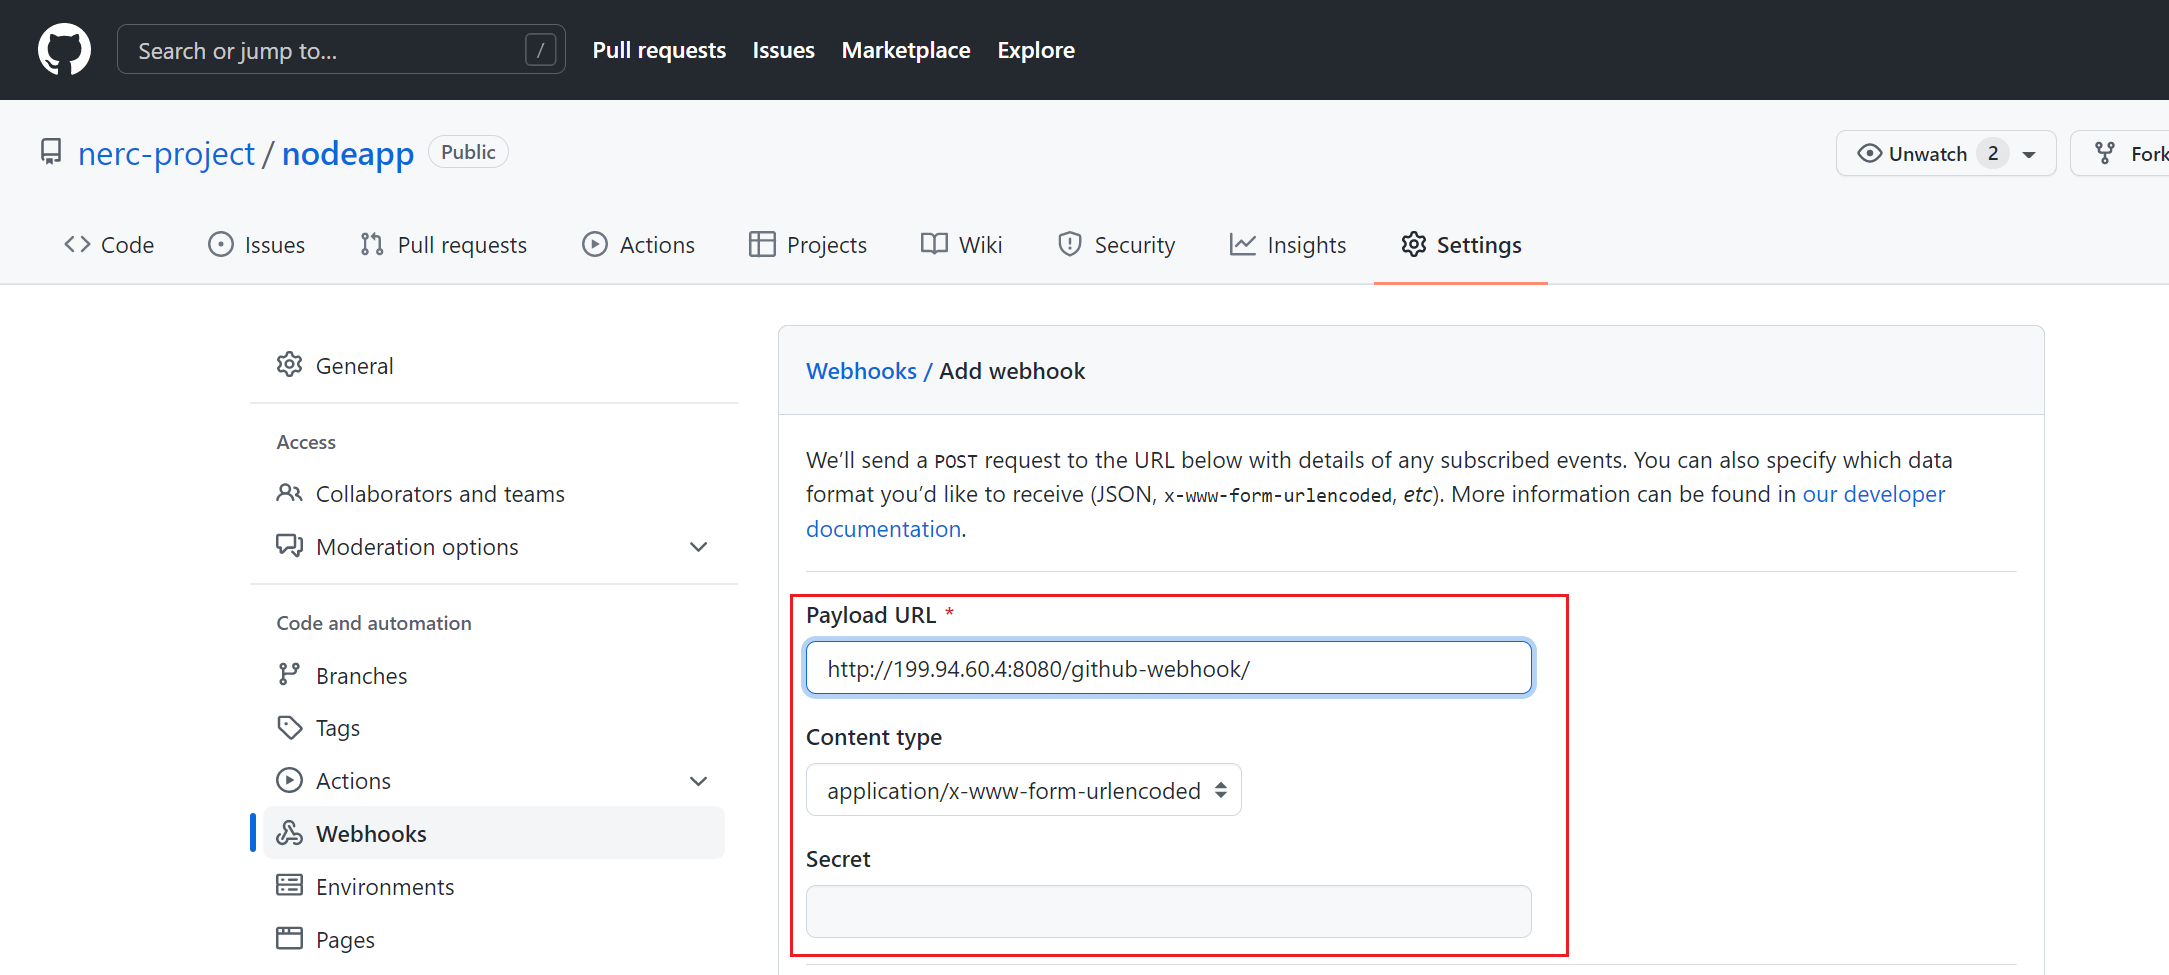 Search or jump to... /
Pull requests Issues Marketplace Explore
nerc-project / nodeapp Public
Unwatch 2 Fork
Code Issues Pull requests Actions Projects Wiki Security Insights Settings
General
Access
Collaborators and teams
Moderation options
Code and automation
Branches
Tags
Actions
Webhooks
Environments
Pages
Webhooks / Add webhook
We’ll send a POST request to the URL below with details of any subscribed events. You can also specify which data
format you’d like to receive (JSON, x-www-form-urlencoded, etc). More information can be found in our developer
documentation.
Payload URL *
http://199.94.60.4:8080/github-webhook/
Content type
application/x-www-form-urlencoded
Secret